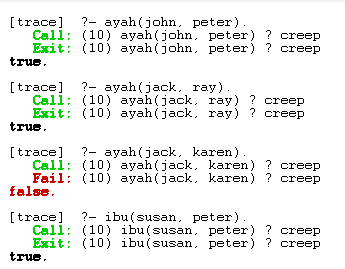 [trace]  ?- ayah(john, peter).
   Call: (10) ayah(john, peter) ? creep
   Exit: (10) ayah(john, peter) ? creep
true.
[trace]  ?- ayah(jack, ray).
   Call: (10) ayah(jack, ray) ? creep
   Exit: (10) ayah(jack, ray) ? creep
true.
[trace]  ?- ayah(jack, karen).
   Call: (10) ayah(jack, karen) ? creep
   Fail: (10) ayah(jack, karen) ? creep
false.
[trace]  ?- ibu(susan, peter).
   Call: (10) ibu(susan, peter) ? creep
   Exit: (10) ibu(susan, peter) ? creep
true.